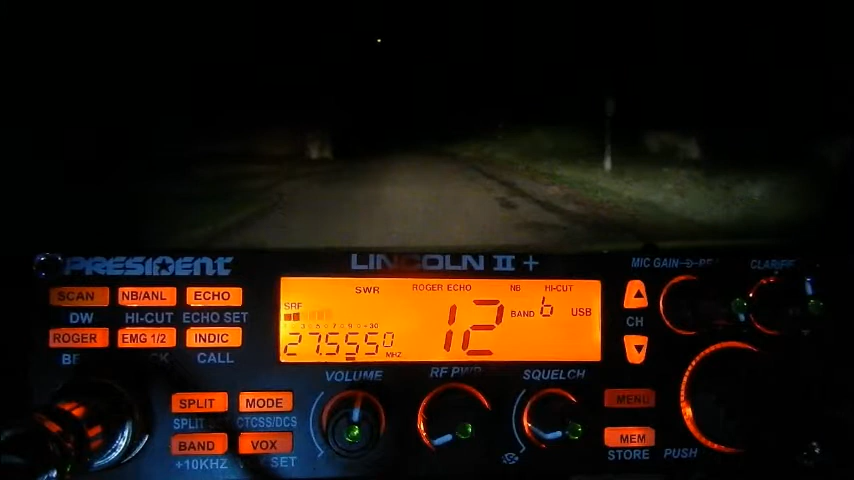 PRESIDENT
LINCOLN II +
MIC GAIN
SCAN NB/ANL ECHO
DW HI-CUT ECHO SET
ROGER EMG 1/2 INDIC
CALL
SWR ROGER ECHO NB HI-CUT
SRF
BAND 6 USB
12
27.5550 MHZ
CH
VOLUME RF PWR SQUELCH
SPLIT MODE
CTCSS/DCS
BAND VOX
+10KHZ SET
MENU
MEM
STORE PUSH